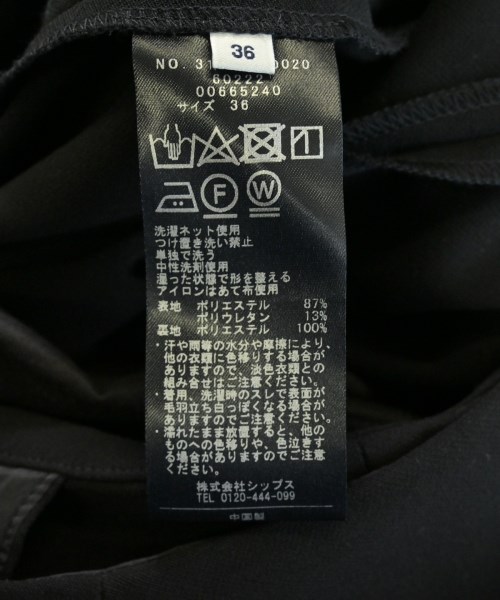 36
NO. 31 0020
60222
00665240
サイズ 36
F W
洗濯ネット使用
つけ置き洗い禁止
単独で洗う
中性洗剤使用
湿った状態で形を整える
アイロンはあて布使用
表地 ポリエステル 87%
ポリウレタン 13%
裏地 ポリエステル 100%
・汗や雨等の水分や摩擦により、
他の衣類に色移りする場合が
あります。淡色衣類との
組み合せはご注意ください。
・着用、洗濯時のスレで表面が
毛羽立ち白っぽくなる場合が
ありますのでご注意ください。
濡れたまま放置すると、他の
ものへの色移りや、色泣きす
る場合がありますのでご注意
ください。
株式会社シップス
TEL 0120-444-099
中国製